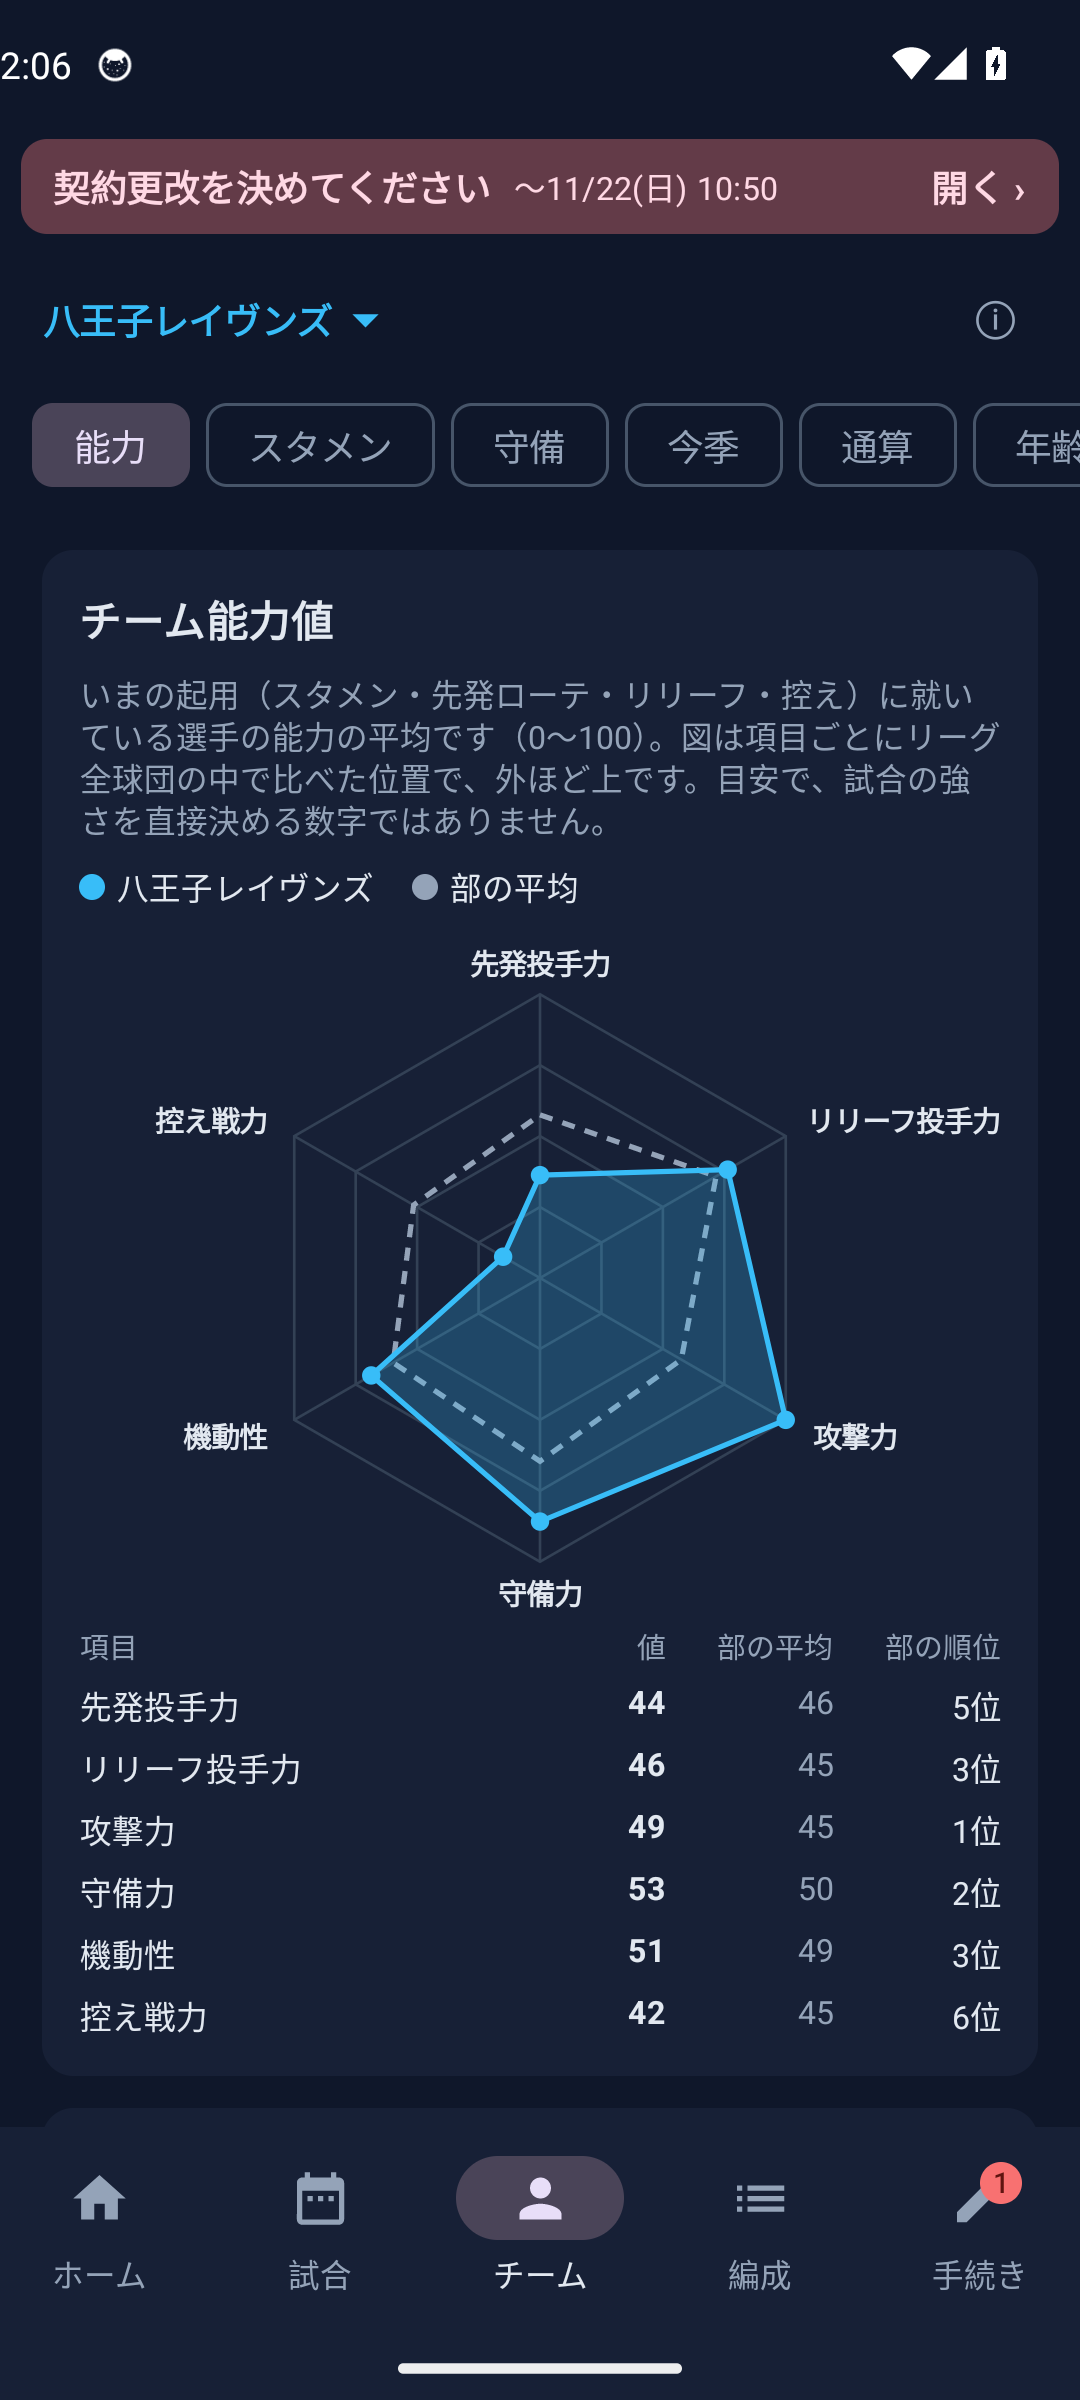 2:06
契約更改を決めてください ～11/22(日) 10:50 開く ›
八王子レイヴンズ
能力 スタメン 守備 今季 通算 年齢
チーム能力値
いまの起用（スタメン・先発ローテ・リリーフ・控え）に就い
ている選手の能力の平均です（0〜100）。図は項目ごとにリーグ
全球団の中で比べた位置で、外ほど上です。目安で、試合の強
さを直接決める数字ではありません。
八王子レイヴンズ 部の平均
先発投手力
控え戦力 リリーフ投手力
機動性 攻撃力
守備力
項目 値 部の平均 部の順位
先発投手力 44 46 5位
リリーフ投手力 46 45 3位
攻撃力 49 45 1位
守備力 53 50 2位
機動性 51 49 3位
控え戦力 42 45 6位
1
ホーム 試合 チーム 編成 手続き